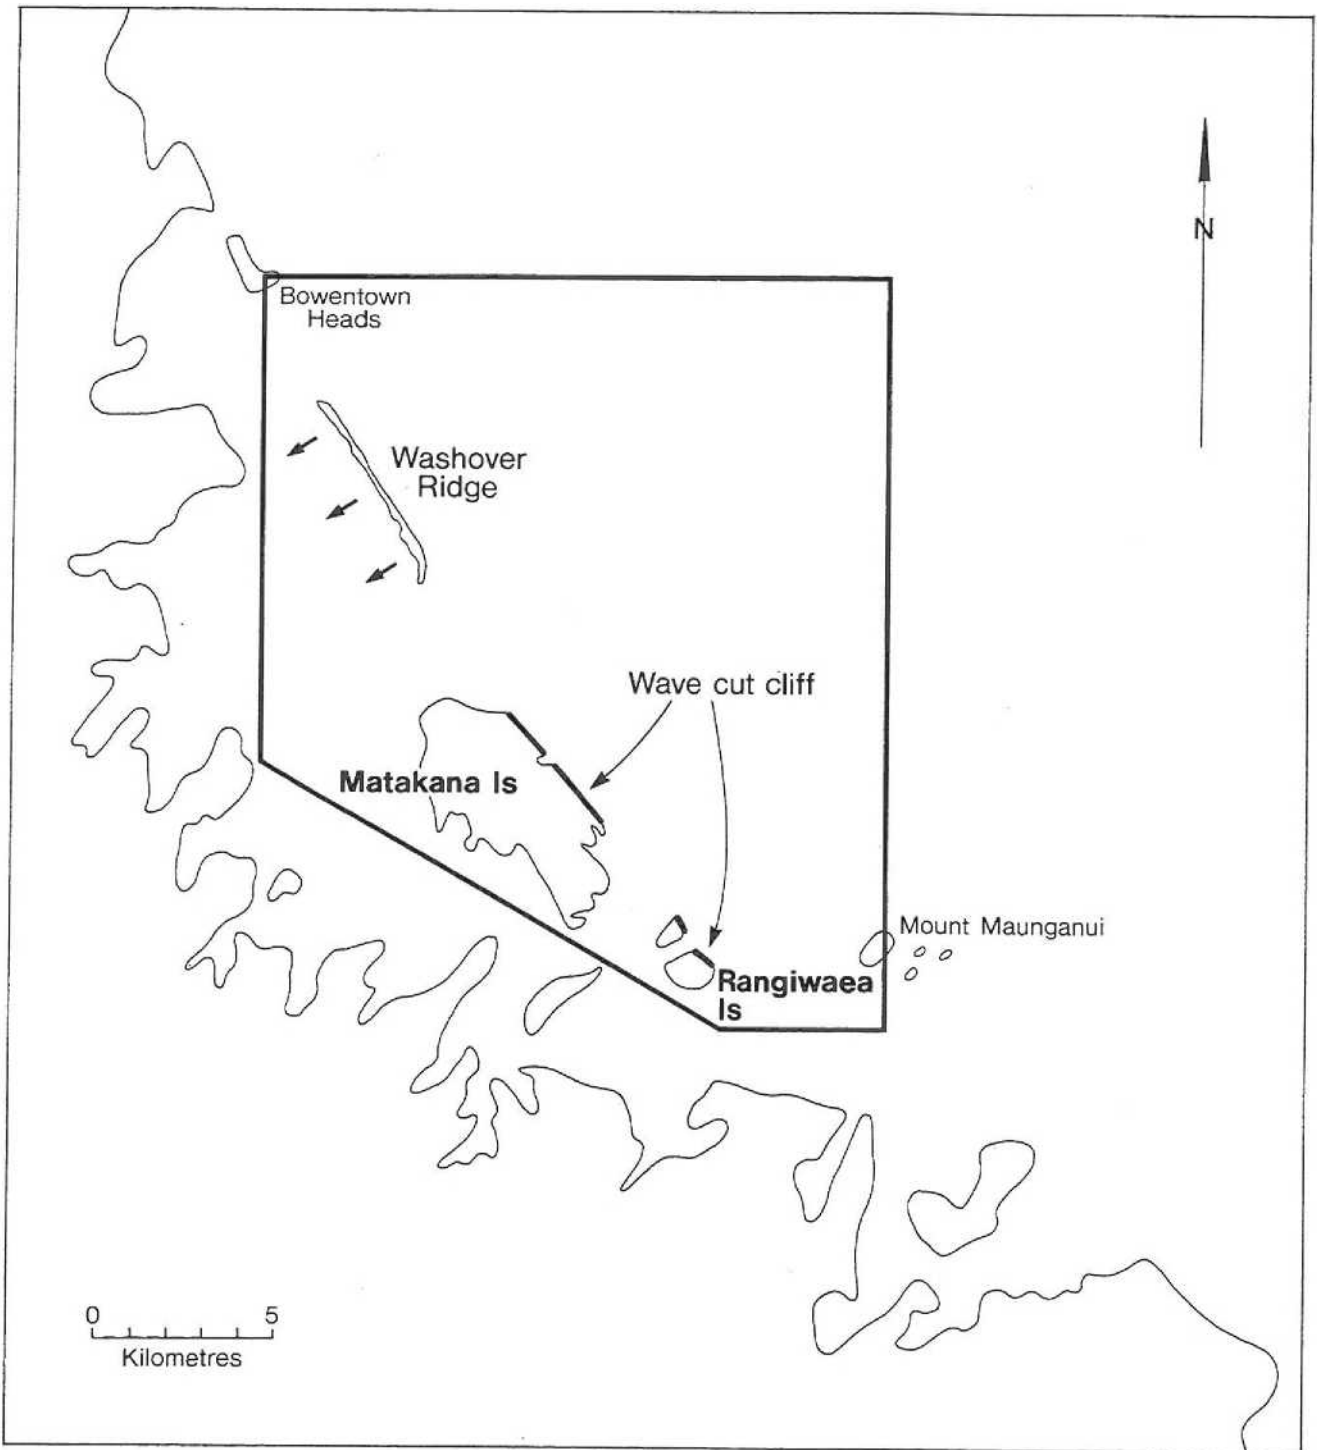 N
Bowentown
Heads
Washover
Ridge
Wave cut cliff
Matakana Is
Mount Maunganui
Rangiwaea
Is
0 5
Kilometres